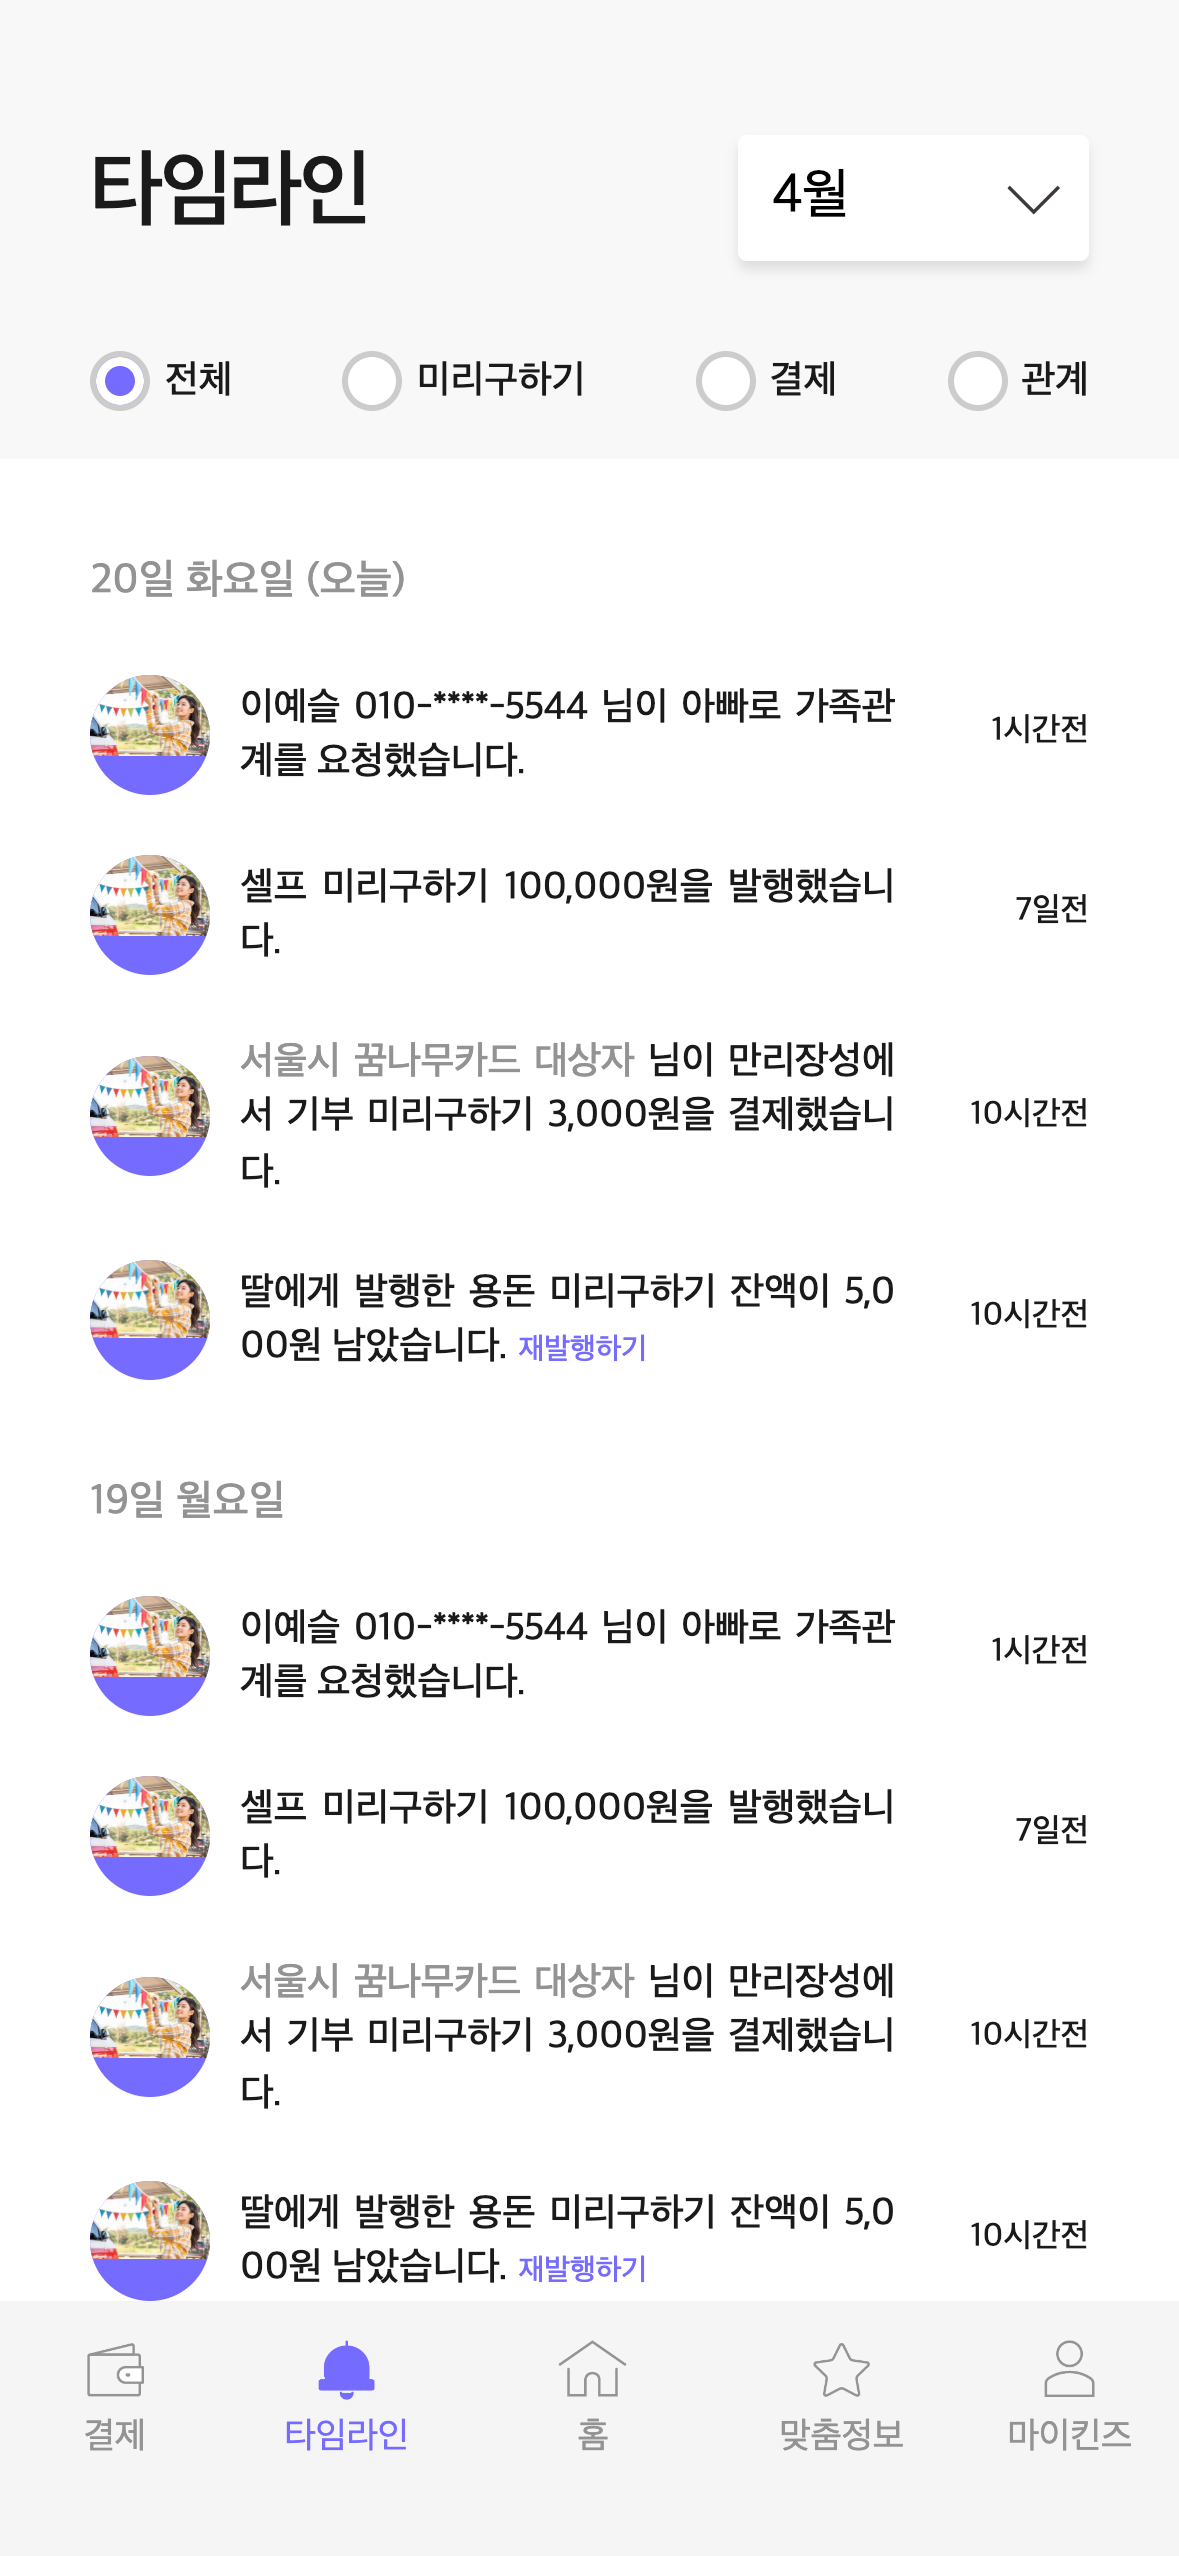 타임라인
4월
전체 미리구하기 결제 관계
20일 화요일 (오늘)
이예슬 010-****-5544 님이 아빠로 가족관
계를 요청했습니다.
1시간전
셀프 미리구하기 100,000원을 발행했습니
다.
7일전
서울시 꿈나무카드 대상자 님이 만리장성에
서 기부 미리구하기 3,000원을 결제했습니
다.
10시간전
딸에게 발행한 용돈 미리구하기 잔액이 5,0
00원 남았습니다. 재발행하기
10시간전
19일 월요일
이예슬 010-****-5544 님이 아빠로 가족관
계를 요청했습니다.
1시간전
셀프 미리구하기 100,000원을 발행했습니
다.
7일전
서울시 꿈나무카드 대상자 님이 만리장성에
서 기부 미리구하기 3,000원을 결제했습니
다.
10시간전
딸에게 발행한 용돈 미리구하기 잔액이 5,0
00원 남았습니다. 재발행하기
10시간전
결제 타임라인 홈 맞춤정보 마이킨즈